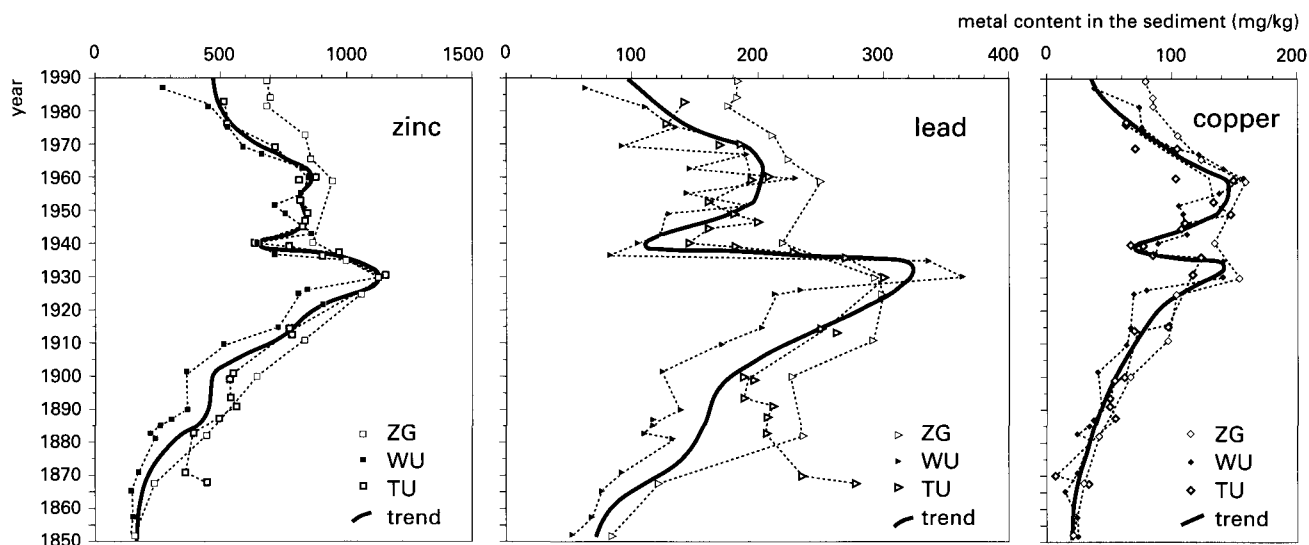 metal content in the sediment (mg/kg)
0 500 1000 1500 0 100 200 300 400 0 100 200
year
1990
1980
1970
1960
1950
1940
1930
1920
1910
1900
1890
1880
1870
1860
1850
zinc
ZG
WU
TU
trend
lead
ZG
WU
TU
trend
copper
ZG
WU
TU
trend